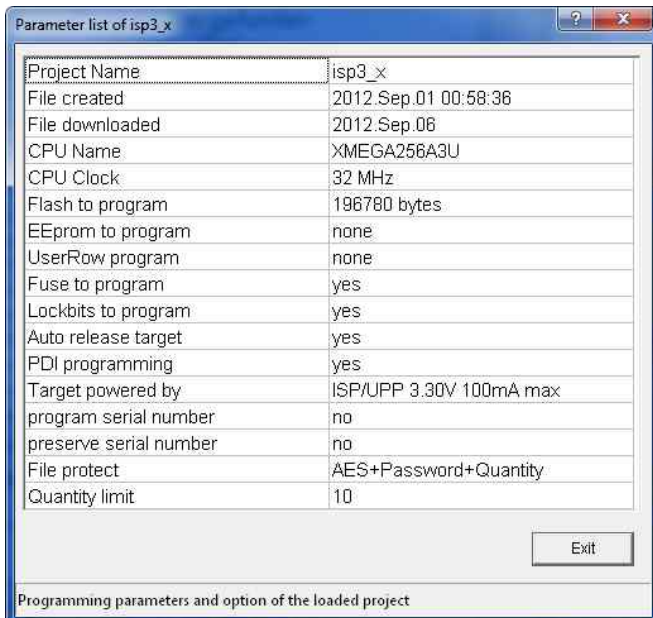 Parameter list of isp3_x
Project Name isp3_x
File created 2012.Sep.01 00:58:36
File downloaded 2012.Sep.06
CPU Name XMEGA256A3U
CPU Clock 32 MHz
Flash to program 196780 bytes
EEprom to program none
UserRow program none
Fuse to program yes
Lockbits to program yes
Auto release target yes
PDI programming yes
Target powered by ISP/UPP 3.30V 100mA max
program serial number no
preserve serial number no
File protect AES+Password+Quantity
Quantity limit 10
Exit
Programming parameters and option of the loaded project